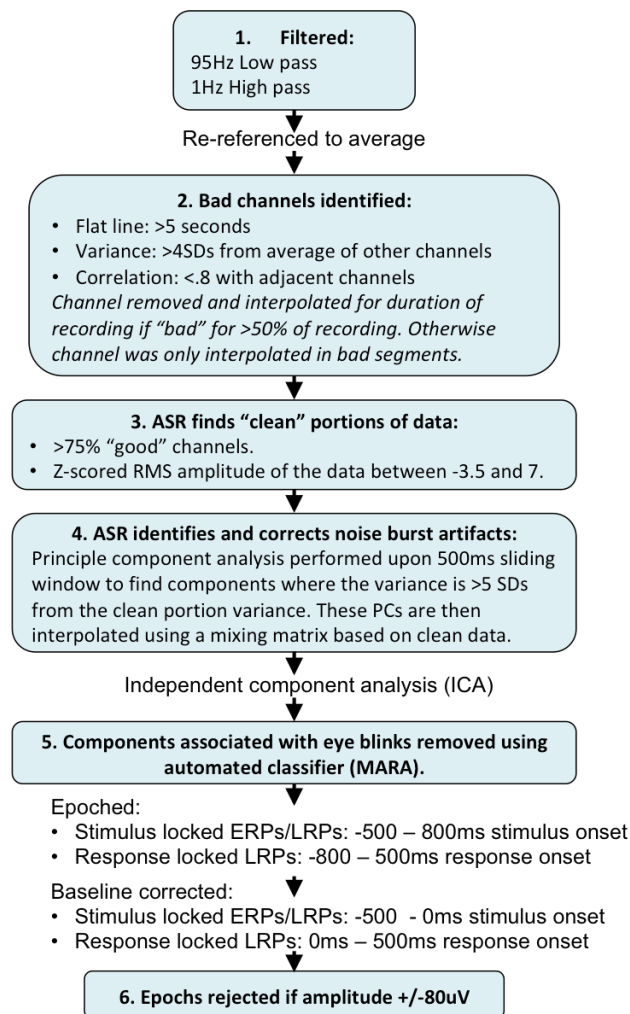 1. Filtered:
95Hz Low pass
1Hz High pass
Re-referenced to average
2. Bad channels identified:
• Flat line: >5 seconds
• Variance: >4SDs from average of other channels
• Correlation: <.8 with adjacent channels
Channel removed and interpolated for duration of
recording if “bad” for >50% of recording. Otherwise
channel was only interpolated in bad segments.
3. ASR finds “clean” portions of data:
• >75% “good” channels.
• Z-scored RMS amplitude of the data between -3.5 and 7.
4. ASR identifies and corrects noise burst artifacts:
Principle component analysis performed upon 500ms sliding
window to find components where the variance is >5 SDs
from the clean portion variance. These PCs are then
interpolated using a mixing matrix based on clean data.
Independent component analysis (ICA)
5. Components associated with eye blinks removed using
automated classifier (MARA).
Epoched:
• Stimulus locked ERPs/LRPs: -500 – 800ms stimulus onset
• Response locked LRPs: -800 – 500ms response onset
Baseline corrected:
• Stimulus locked ERPs/LRPs: -500 - 0ms stimulus onset
• Response locked LRPs: 0ms – 500ms response onset
6. Epochs rejected if amplitude +/-80uV